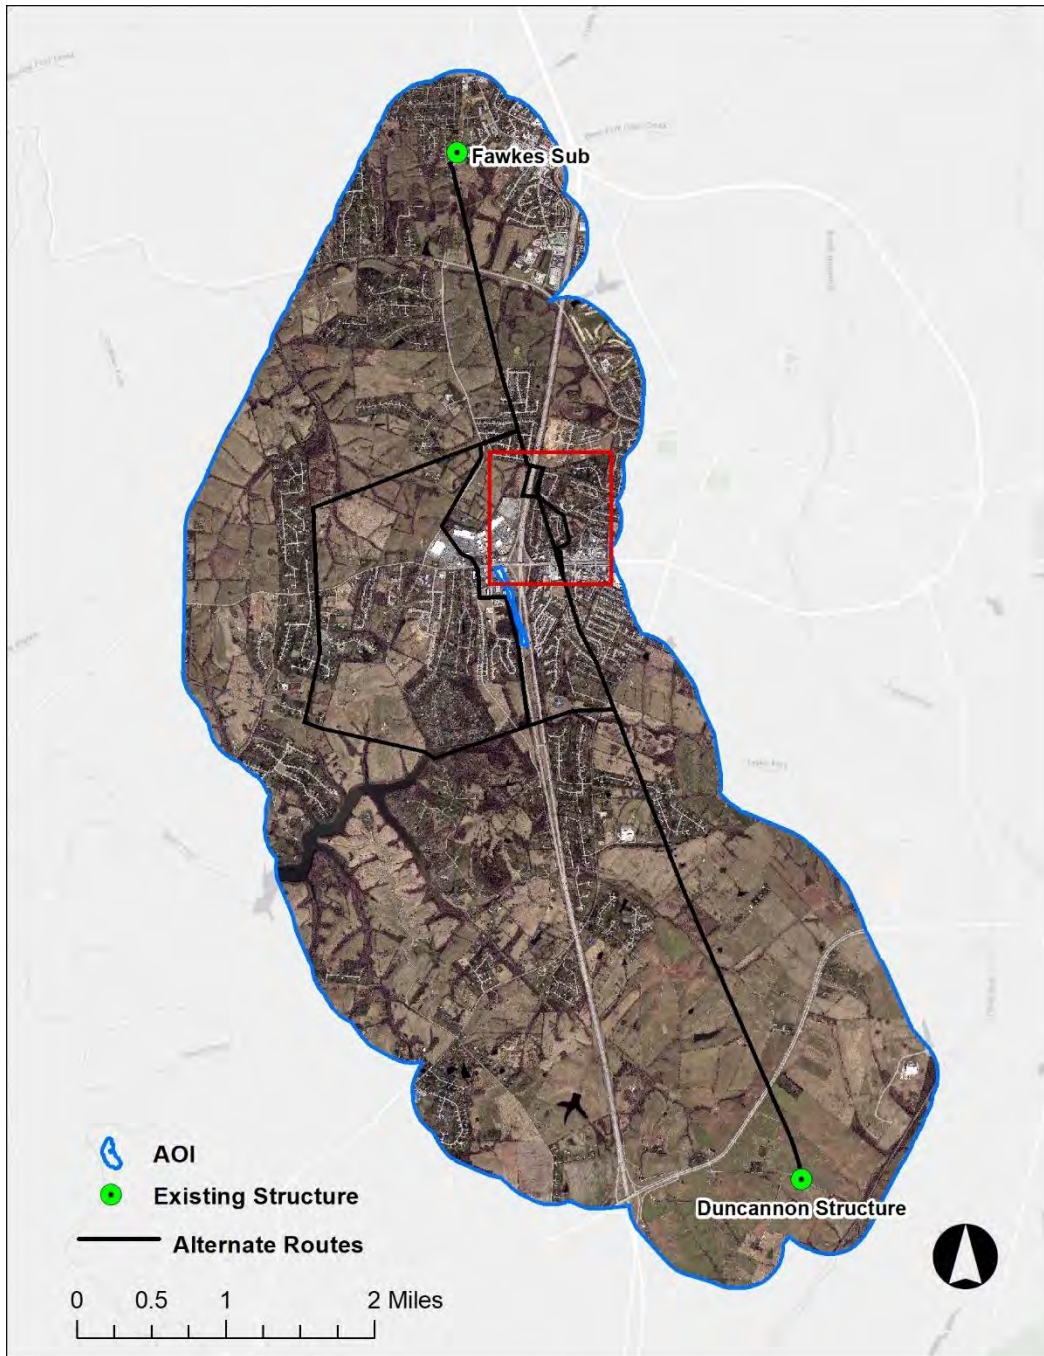 Fawkes Sub
Duncannon Structure
AOI
Existing Structure
Alternate Routes
0 0.5 1 2 Miles